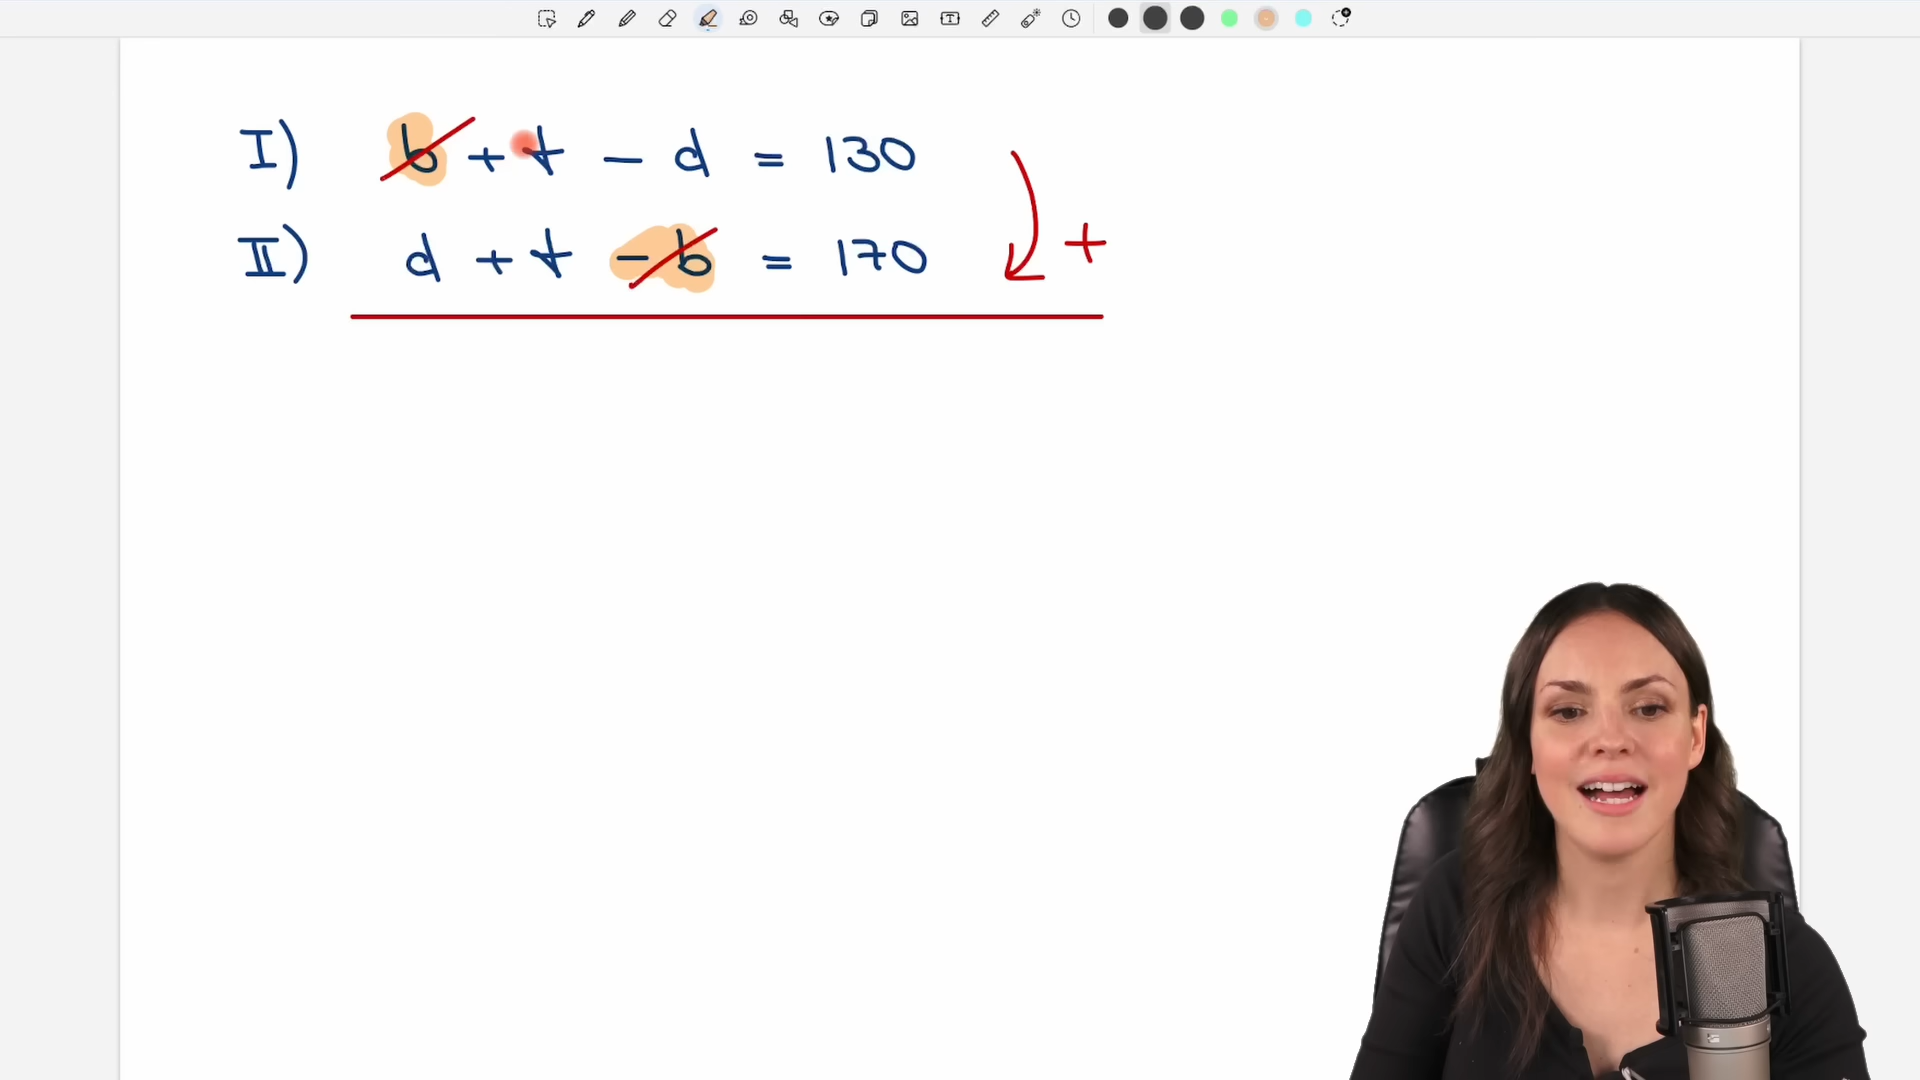 I) b + t - d = 130
II) d + t - b = 170
+